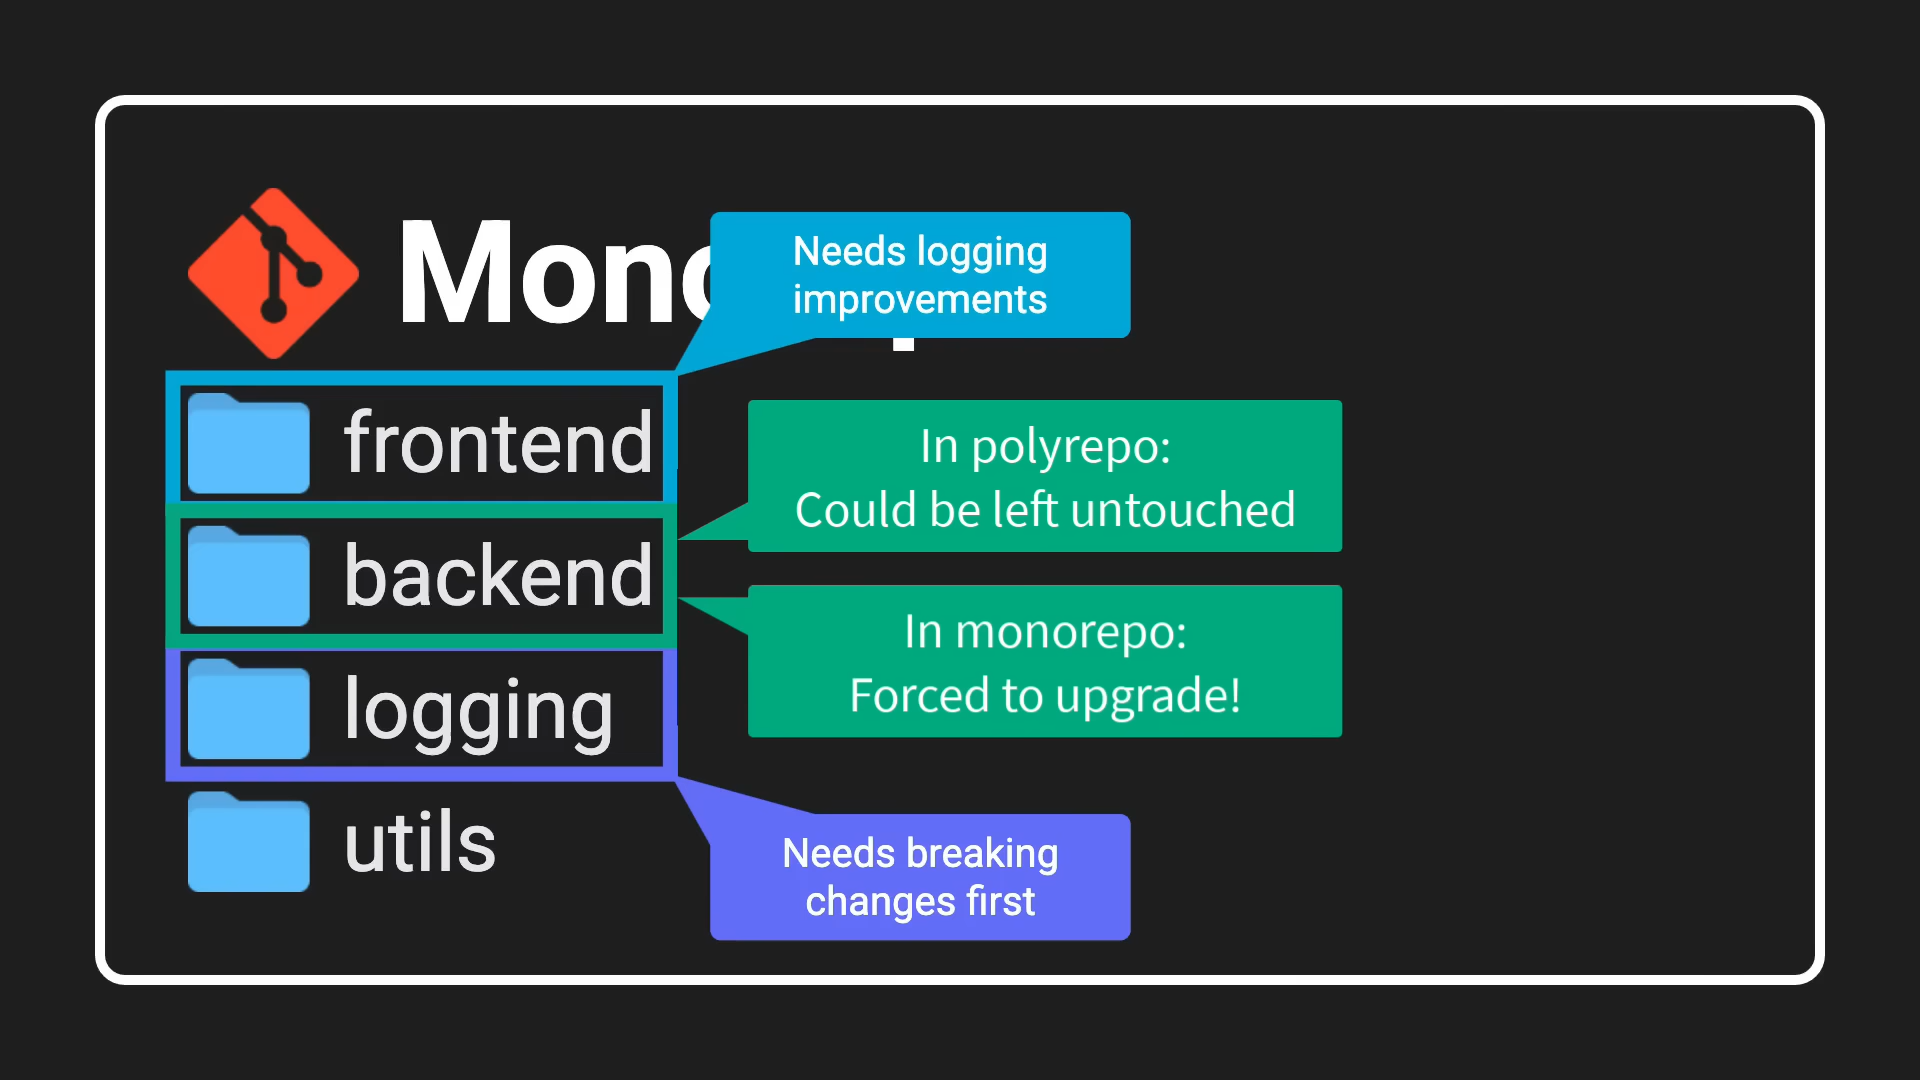 Needs logging
improvements
frontend
In polyrepo:
Could be left untouched
backend
In monorepo:
Forced to upgrade!
logging
utils
Needs breaking
changes first